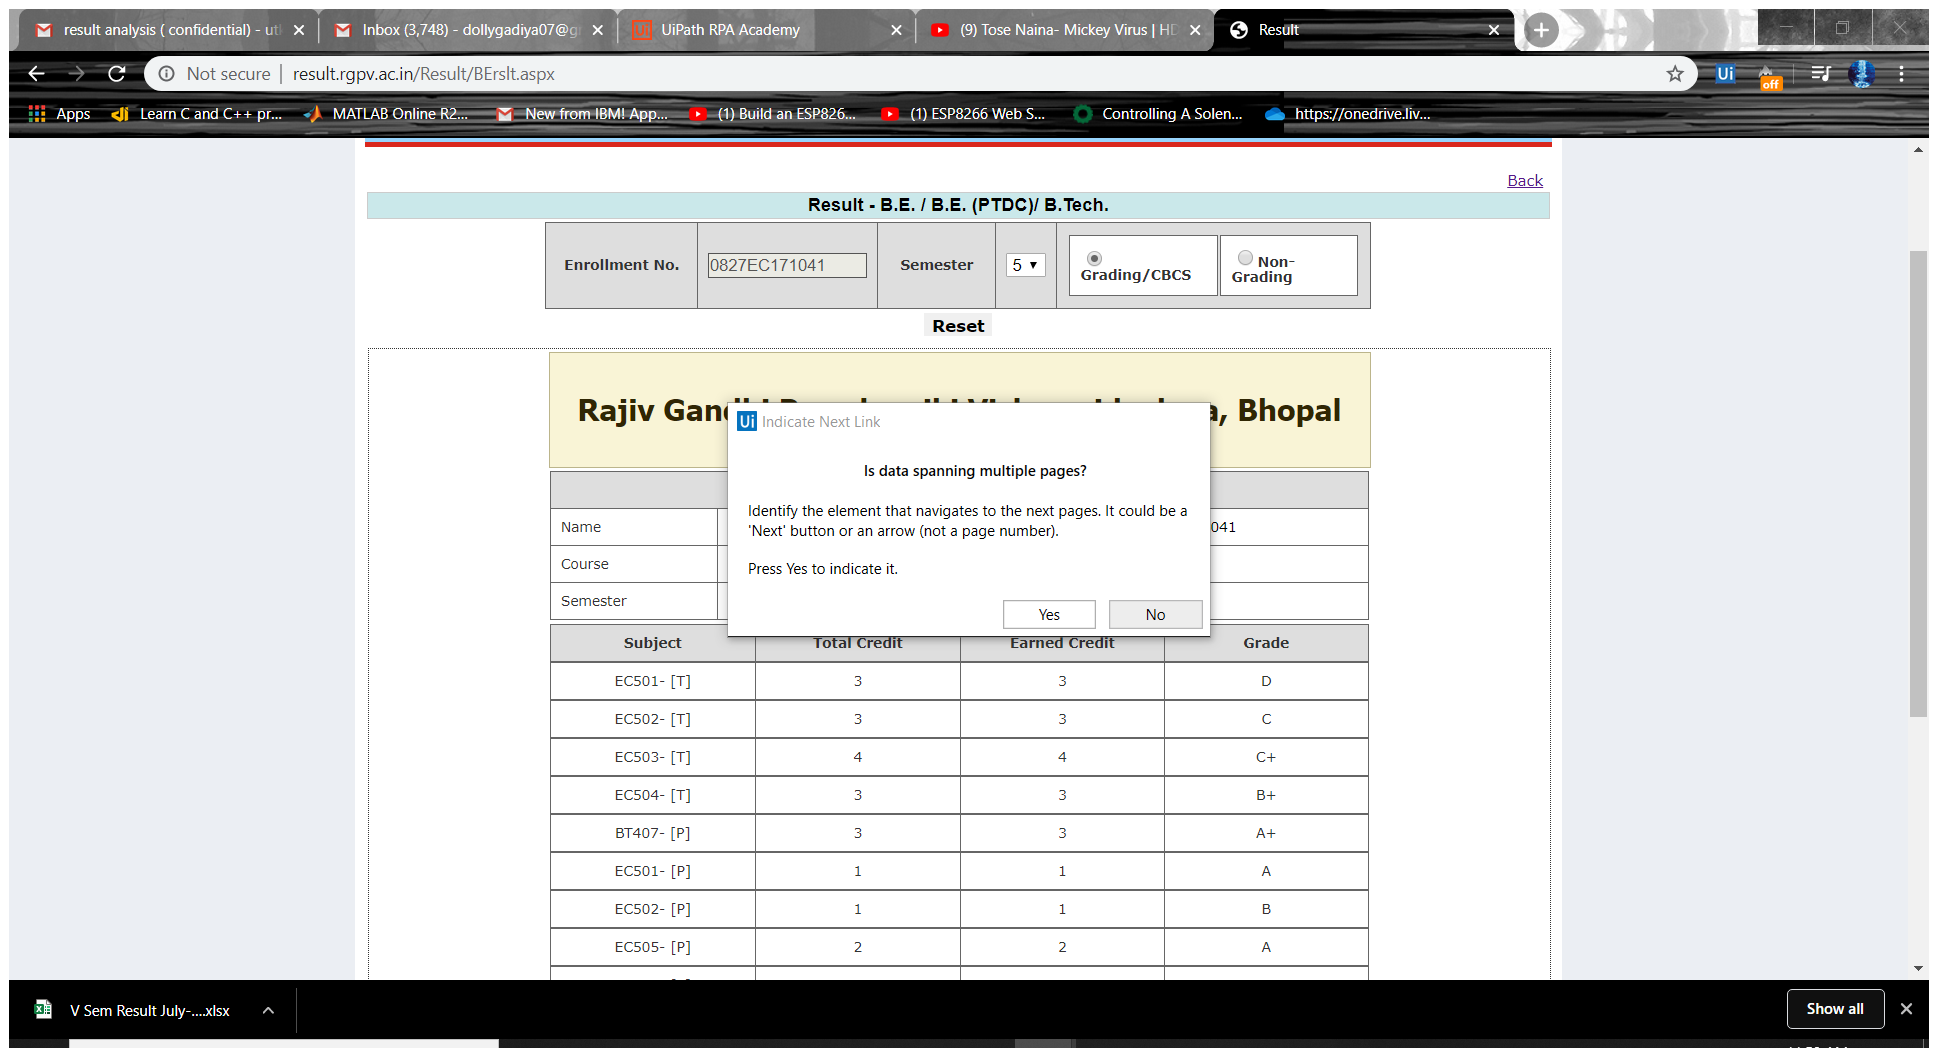 result analysis ( confidential) - ut
Inbox (3,748) - dollygadiya07@g
UiPath RPA Academy
(9) Tose Naina- Mickey Virus | HD
Result
Not secure | result.rgpv.ac.in/Result/BErslt.aspx
Ui
off
Apps
Learn C and C++ pr...
MATLAB Online R2...
New from IBM! App...
(1) Build an ESP826...
(1) ESP8266 Web S...
Controlling A Solen...
https://onedrive.liv...
Back
Result - B.E. / B.E. (PTDC)/ B.Tech.
Enrollment No. 0827EC171041 Semester 5 Grading/CBCS Non-Grading
Reset
Rajiv Gan , Bhopal
Ui Indicate Next Link
Is data spanning multiple pages?
Identify the element that navigates to the next pages. It could be a
'Next' button or an arrow (not a page number).
Press Yes to indicate it.
Yes No
Name 041
Course
Semester
Subject Total Credit Earned Credit Grade
EC501- [T] 3 3 D
EC502- [T] 3 3 C
EC503- [T] 4 4 C+
EC504- [T] 3 3 B+
BT407- [P] 3 3 A+
EC501- [P] 1 1 A
EC502- [P] 1 1 B
EC505- [P] 2 2 A
V Sem Result July-....xlsx
Show all